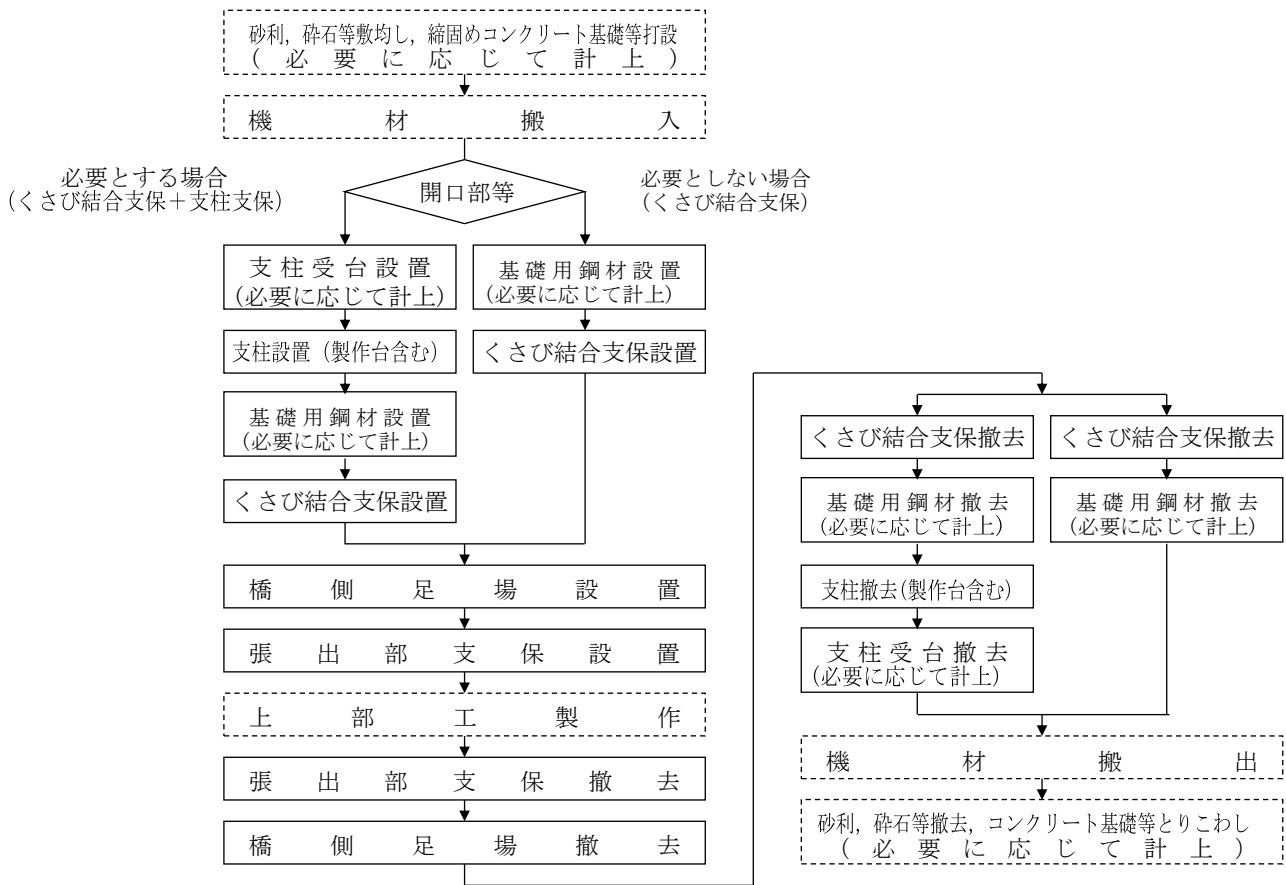 砂利，砕石等敷均し，締固めコンクリート基礎等打設
（必要に応じて計上）
機材搬入
必要とする場合
（くさび結合支保＋支柱支保）
開口部等
必要としない場合
（くさび結合支保）
支柱受台設置
（必要に応じて計上）
支柱設置（製作台含む）
基礎用鋼材設置
（必要に応じて計上）
くさび結合支保設置
基礎用鋼材設置
（必要に応じて計上）
くさび結合支保設置
橋側足場設置
張出部支保設置
上部工製作
張出部支保撤去
橋側足場撤去
くさび結合支保撤去
基礎用鋼材撤去
（必要に応じて計上）
支柱撤去（製作台含む）
支柱受台撤去
（必要に応じて計上）
くさび結合支保撤去
基礎用鋼材撤去
（必要に応じて計上）
機材搬出
砂利，砕石等撤去，コンクリート基礎等とりこわし
（必要に応じて計上）